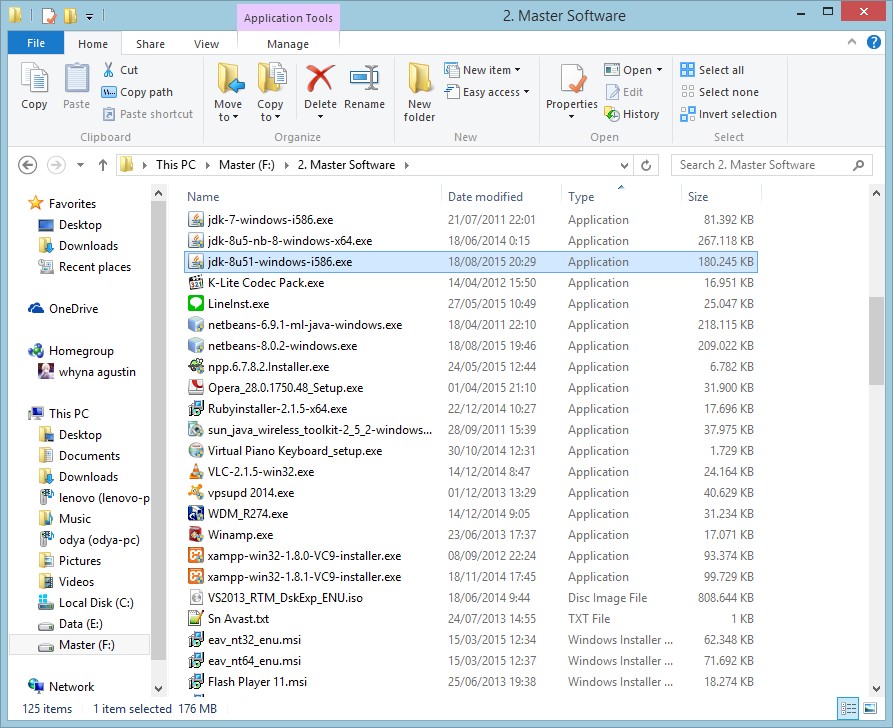 Application Tools
2. Master Software
File Home Share View Manage
Copy
Paste
Cut
Copy path
Paste shortcut
Clipboard
Move to
Copy to
Delete
Rename
Organize
New folder
New item
Easy access
New
Properties
Open
Edit
History
Open
Select all
Select none
Invert selection
Select
This PC Master (F:) 2. Master Software
Search 2. Master Software
Favorites
Desktop
Downloads
Recent places
OneDrive
Homegroup
whyna agustin
This PC
Desktop
Documents
Downloads
lenovo (lenovo-p
Music
odya (odya-pc)
Pictures
Videos
Local Disk (C:)
Data (E:)
Master (F:)
Network
Name Date modified Type Size
jdk-7-windows-i586.exe 21/07/2011 22:01 Application 81.392 KB
jdk-8u5-nb-8-windows-x64.exe 18/06/2014 0:15 Application 267.118 KB
jdk-8u51-windows-i586.exe 18/08/2015 20:29 Application 180.245 KB
K-Lite Codec Pack.exe 14/04/2012 15:50 Application 16.951 KB
LineInst.exe 27/05/2015 10:49 Application 25.047 KB
netbeans-6.9.1-ml-java-windows.exe 18/04/2011 22:10 Application 218.115 KB
netbeans-8.0.2-windows.exe 18/08/2015 19:46 Application 209.022 KB
npp.6.7.8.2.Installer.exe 24/05/2015 12:44 Application 6.782 KB
Opera_28.0.1750.48_Setup.exe 01/04/2015 21:10 Application 31.900 KB
Rubyinstaller-2.1.5-x64.exe 22/12/2014 10:27 Application 17.696 KB
sun_java_wireless_toolkit-2_5_2-windows... 28/09/2011 15:39 Application 37.975 KB
Virtual Piano Keyboard_setup.exe 30/10/2014 12:31 Application 1.729 KB
VLC-2.1.5-win32.exe 14/12/2014 8:47 Application 24.164 KB
vpsupd 2014.exe 01/12/2013 13:29 Application 40.629 KB
WDM_R274.exe 14/12/2014 9:05 Application 31.234 KB
Winamp.exe 23/06/2013 17:37 Application 17.071 KB
xampp-win32-1.8.0-VC9-installer.exe 08/09/2012 22:24 Application 93.374 KB
xampp-win32-1.8.1-VC9-installer.exe 18/11/2014 17:45 Application 99.729 KB
VS2013_RTM_DskExp_ENU.iso 18/06/2014 9:44 Disc Image File 808.644 KB
Sn Avast.txt 24/07/2013 14:55 TXT File 1 KB
eav_nt32_enu.msi 15/03/2015 12:34 Windows Installer ... 62.348 KB
eav_nt64_enu.msi 15/03/2015 12:37 Windows Installer ... 71.692 KB
Flash Player 11.msi 25/06/2013 19:38 Windows Installer ... 18.274 KB
125 items 1 item selected 176 MB